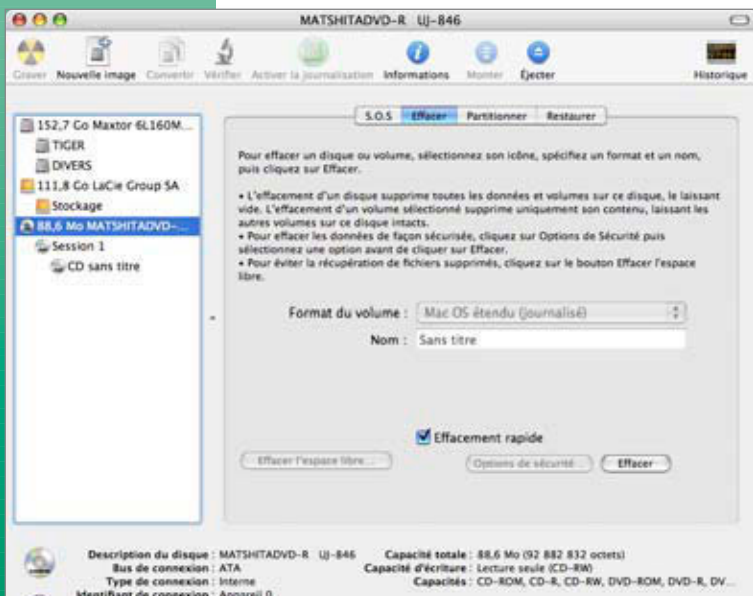 MATSHITADVD-R UJ-846
Graver Nouvelle image Convertir Vérifier Activer la journalisation Informations Monter Éjecter Historique
152,7 Go Maxtor 6L160M...
TIGER
DIVERS
111,8 Go LaCie Group SA
Stockage
88,6 Mo MATSHITADVD-...
Session 1
CD sans titre
S.O.S Effacer Partitionner Restaurer
Pour effacer un disque ou volume, sélectionnez son icône, spécifiez un format et un nom,
puis cliquez sur Effacer.
• L'effacement d'un disque supprime toutes les données et volumes sur ce disque, le laissant
vide. L'effacement d'un volume sélectionné supprime uniquement son contenu, laissant les
autres volumes sur ce disque intacts.
• Pour effacer les données de façon sécurisée, cliquez sur Options de Sécurité puis
sélectionnez une option avant de cliquer sur Effacer.
• Pour éviter la récupération de fichiers supprimés, cliquez sur le bouton Effacer l'espace
libre.
Format du volume : Mac OS étendu (journalisé)
Nom : Sans titre
Effacement rapide
Effacer l'espace libre... Options de sécurité... Effacer
Description du disque : MATSHITADVD-R UJ-846 Capacité totale : 88,6 Mo (92 882 832 octets)
Bus de connexion : ATA Capacité d'écriture : Lecture seule (CD-RW)
Type de connexion : Interne Capacités : CD-ROM, CD-R, CD-RW, DVD-ROM, DVD-R, DV...
Identifiant de connexion : Appareil 0